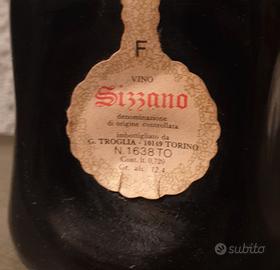 F
VINO
Sizzano
denominazione
di origine controllata
imbottigliato da
G. TROGLIA - 10149 TORINO
N. 1638 TO
Cont. lt. 0,720
Gr. alc. 12,4
subito